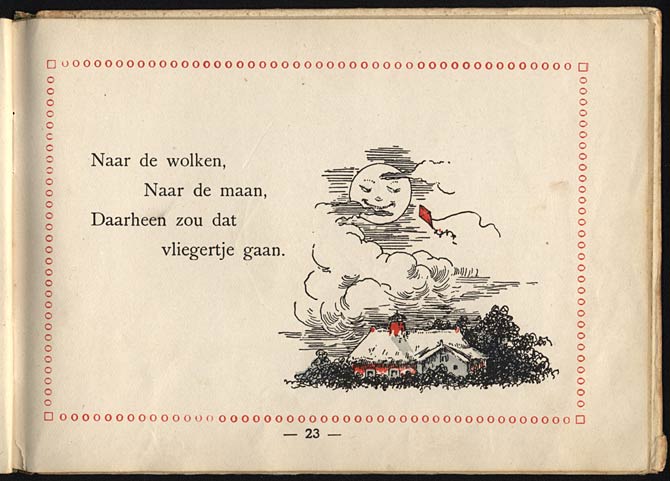 Naar de wolken,
Naar de maan,
Daarheen zou dat
vliegertje gaan.
— 23 —